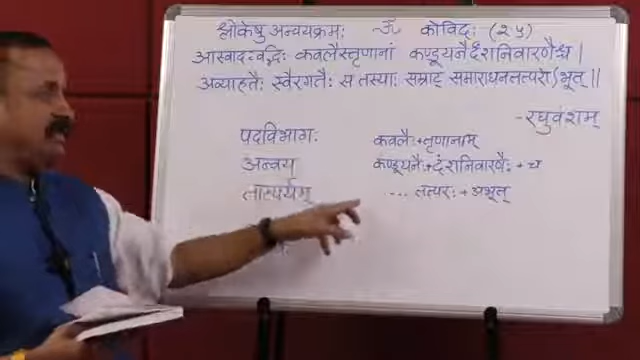 श्लोकेषु अन्वयक्रमः ॐ कोविदः (२५)
आस्वादवद्भिः कवलैस्तृणानां कण्डूयनैर्दंशनिवारणैश्च।
अव्याहतैः स्वैरगतैः स तस्याः सम्राट् समाराधनतत्परोऽभूत्॥
-रघुवंशम्
पदविभागः कवलैः+तृणानाम्
अन्वय कण्डूयनैः+दंशनिवारणैः + च
तात्पर्यम् ... तत्परः + अभूत्